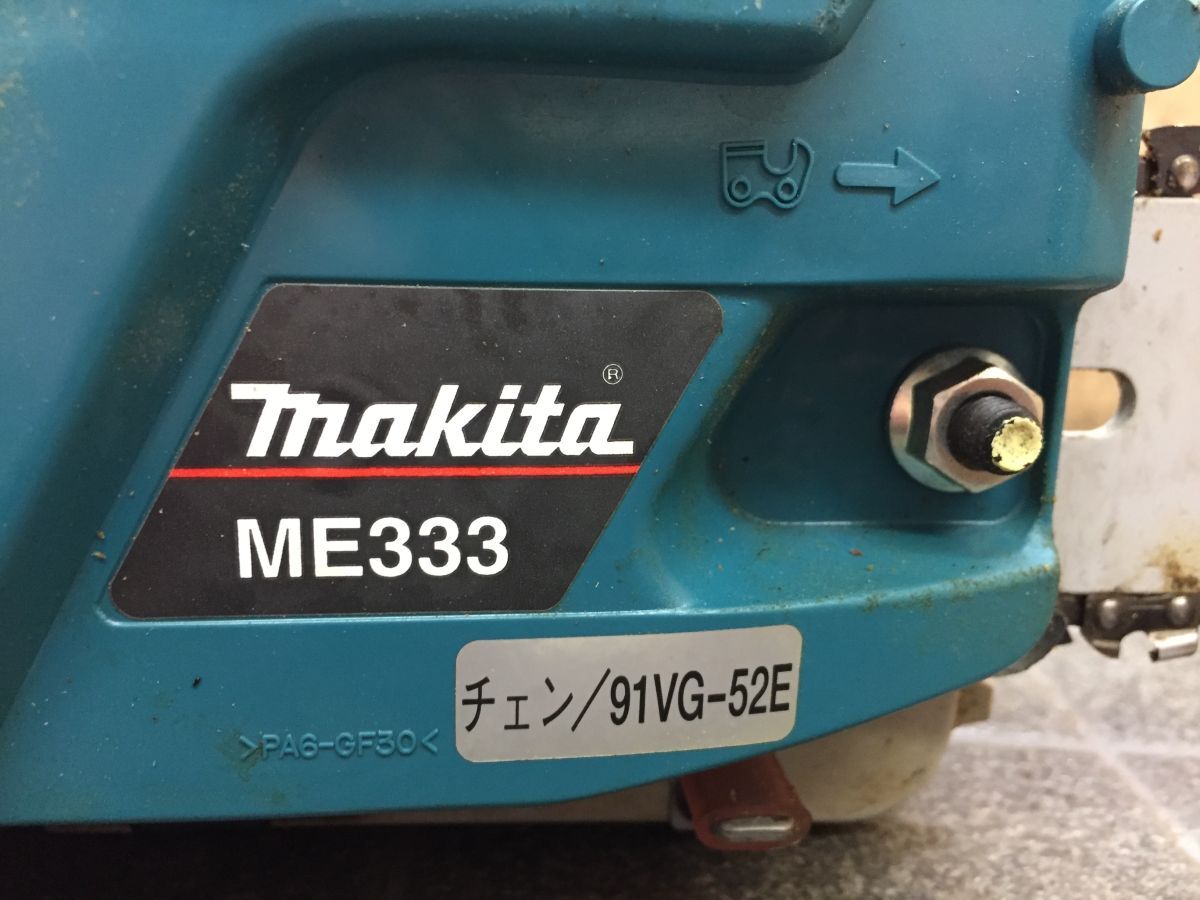 makita®
ME333
チェン/91VG-52E
>PA6-GF30<